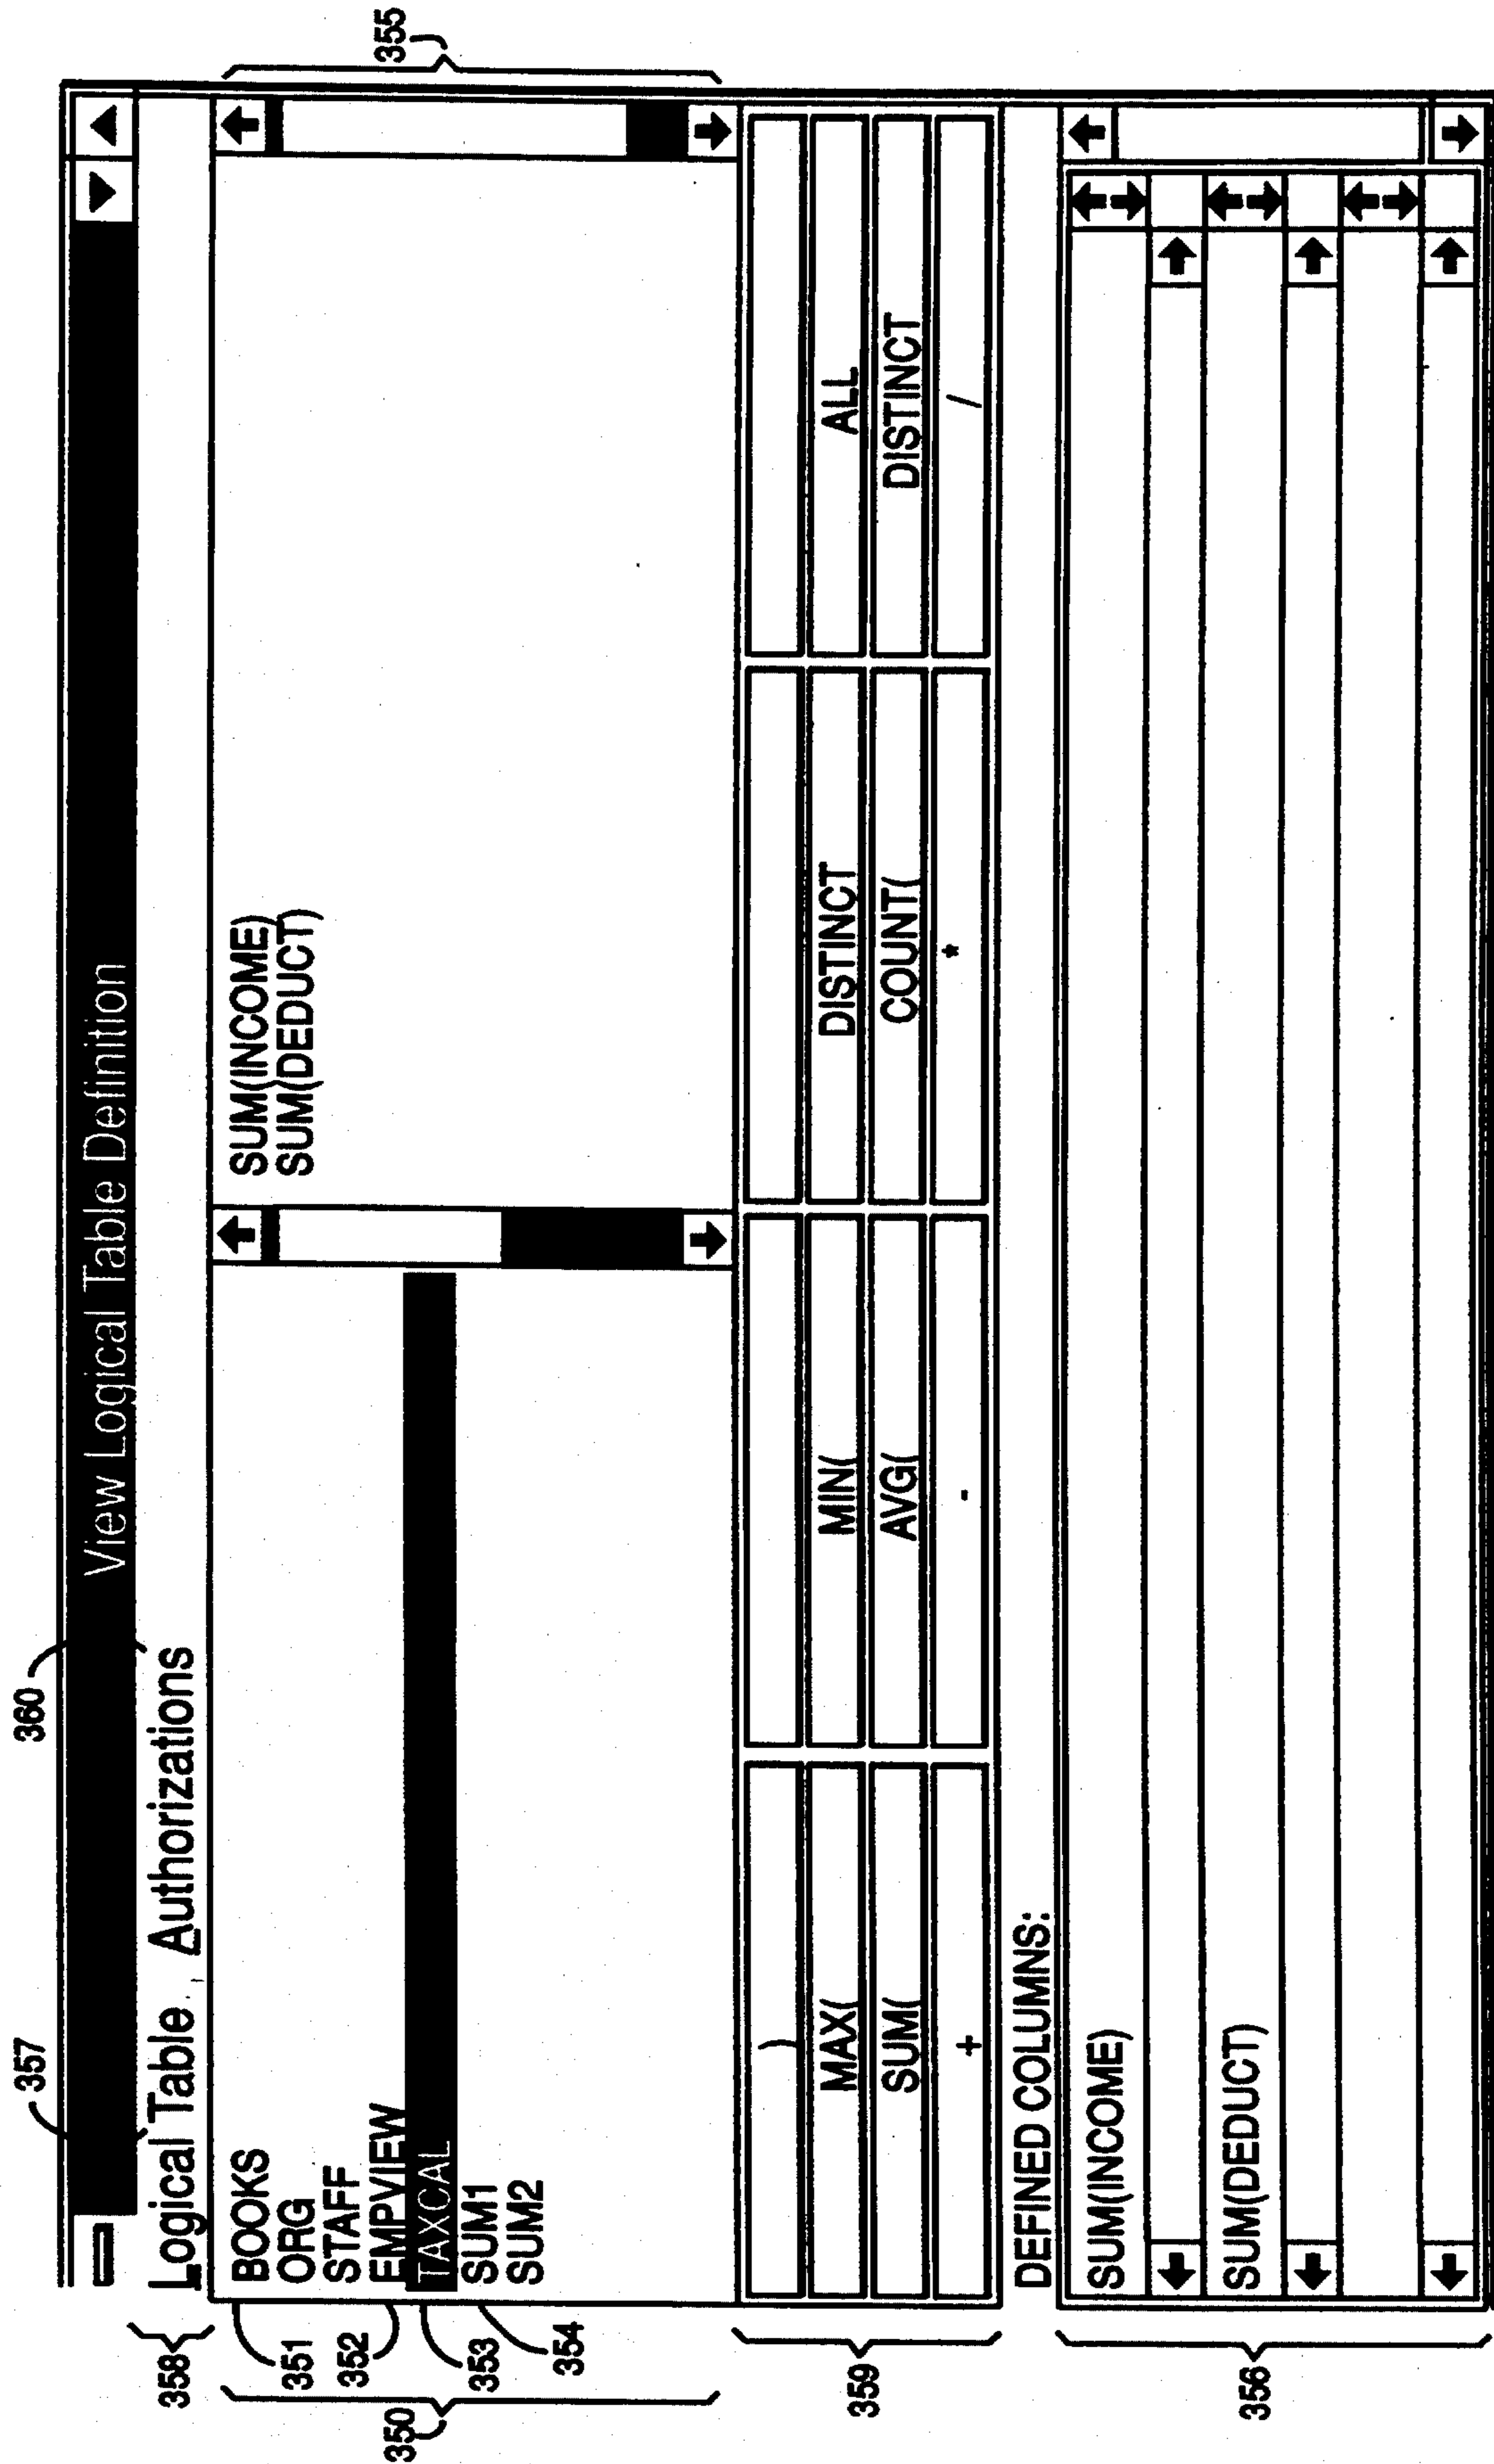 357
360
View Logical Table Definition
Logical Table Authorizations
358
BOOKS
ORG
STAFF
EMPVIEW
TAXCAL
SUM1
SUM2
351
352
353
354
350
SUM(INCOME)
SUM(DEDUCT)
355
)
MAX( MIN( DISTINCT ALL
SUM( AVG( COUNT( DISTINCT
+ - * /
359
DEFINED COLUMNS:
SUM(INCOME)
SUM(DEDUCT)
356